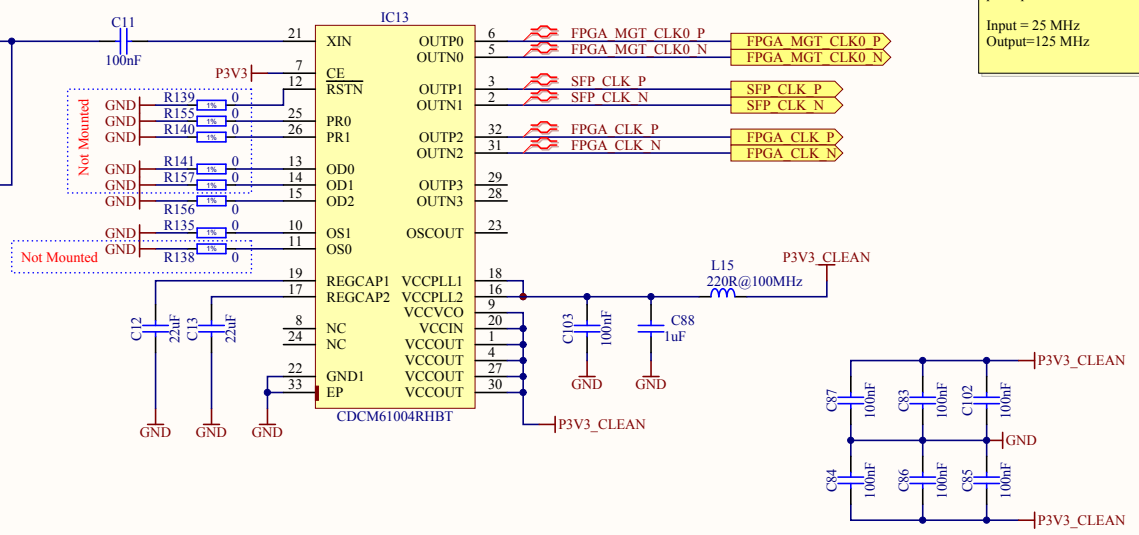 IC13
C11
100nF
21
XIN
P3V3
7
CE
12
RSTN
Not Mounted
GND
R139
1%
0
GND
R155
1%
0
25
PR0
GND
R140
1%
0
26
PR1
GND
R141
1%
0
13
OD0
GND
R157
1%
0
14
OD1
GND
R156
1%
0
15
OD2
GND
R135
1%
0
10
OS1
Not Mounted
GND
R138
1%
0
11
OS0
19
REGCAP1
17
REGCAP2
C12
22uF
C13
22uF
8
NC
24
NC
22
GND1
33
EP
GND
GND
GND
CDCM61004RHBT
OUTP0
6
FPGA_MGT_CLK0_P
FPGA_MGT_CLK0_P
OUTN0
5
FPGA_MGT_CLK0_N
FPGA_MGT_CLK0_N
OUTP1
3
SFP_CLK_P
SFP_CLK_P
OUTN1
2
SFP_CLK_N
SFP_CLK_N
OUTP2
32
FPGA_CLK_P
FPGA_CLK_P
OUTN2
31
FPGA_CLK_N
FPGA_CLK_N
OUTP3
29
OUTN3
28
OSCOUT
23
VCCPLL1
18
VCCPLL2
16
VCCVCO
9
VCCIN
20
VCCOUT
1
VCCOUT
4
VCCOUT
27
VCCOUT
30
P3V3_CLEAN
C103
100nF
GND
C88
1uF
GND
L15
220R@100MHz
P3V3_CLEAN
Input = 25 MHz
Output=125 MHz
P3V3_CLEAN
C87
100nF
C83
100nF
C102
100nF
GND
C84
100nF
C86
100nF
C85
100nF
P3V3_CLEAN